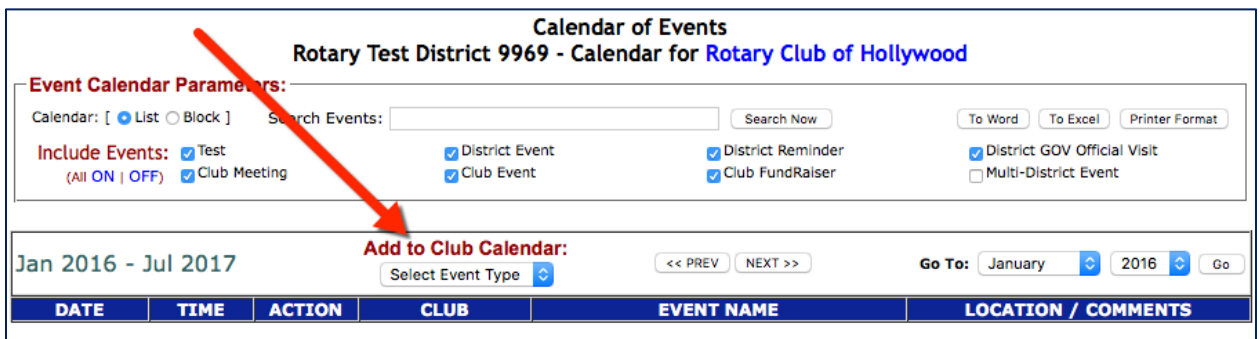 Calendar of Events
Rotary Test District 9969 - Calendar for Rotary Club of Hollywood
Event Calendar Parameters:
Calendar: [ List Block ] Search Events: Search Now To Word To Excel Printer Format
Include Events: Test District Event District Reminder District GOV Official Visit
(All ON | OFF) Club Meeting Club Event Club FundRaiser Multi-District Event
Add to Club Calendar:
Jan 2016 - Jul 2017 Select Event Type << PREV NEXT >> Go To: January 2016 Go
DATE TIME ACTION CLUB EVENT NAME LOCATION / COMMENTS